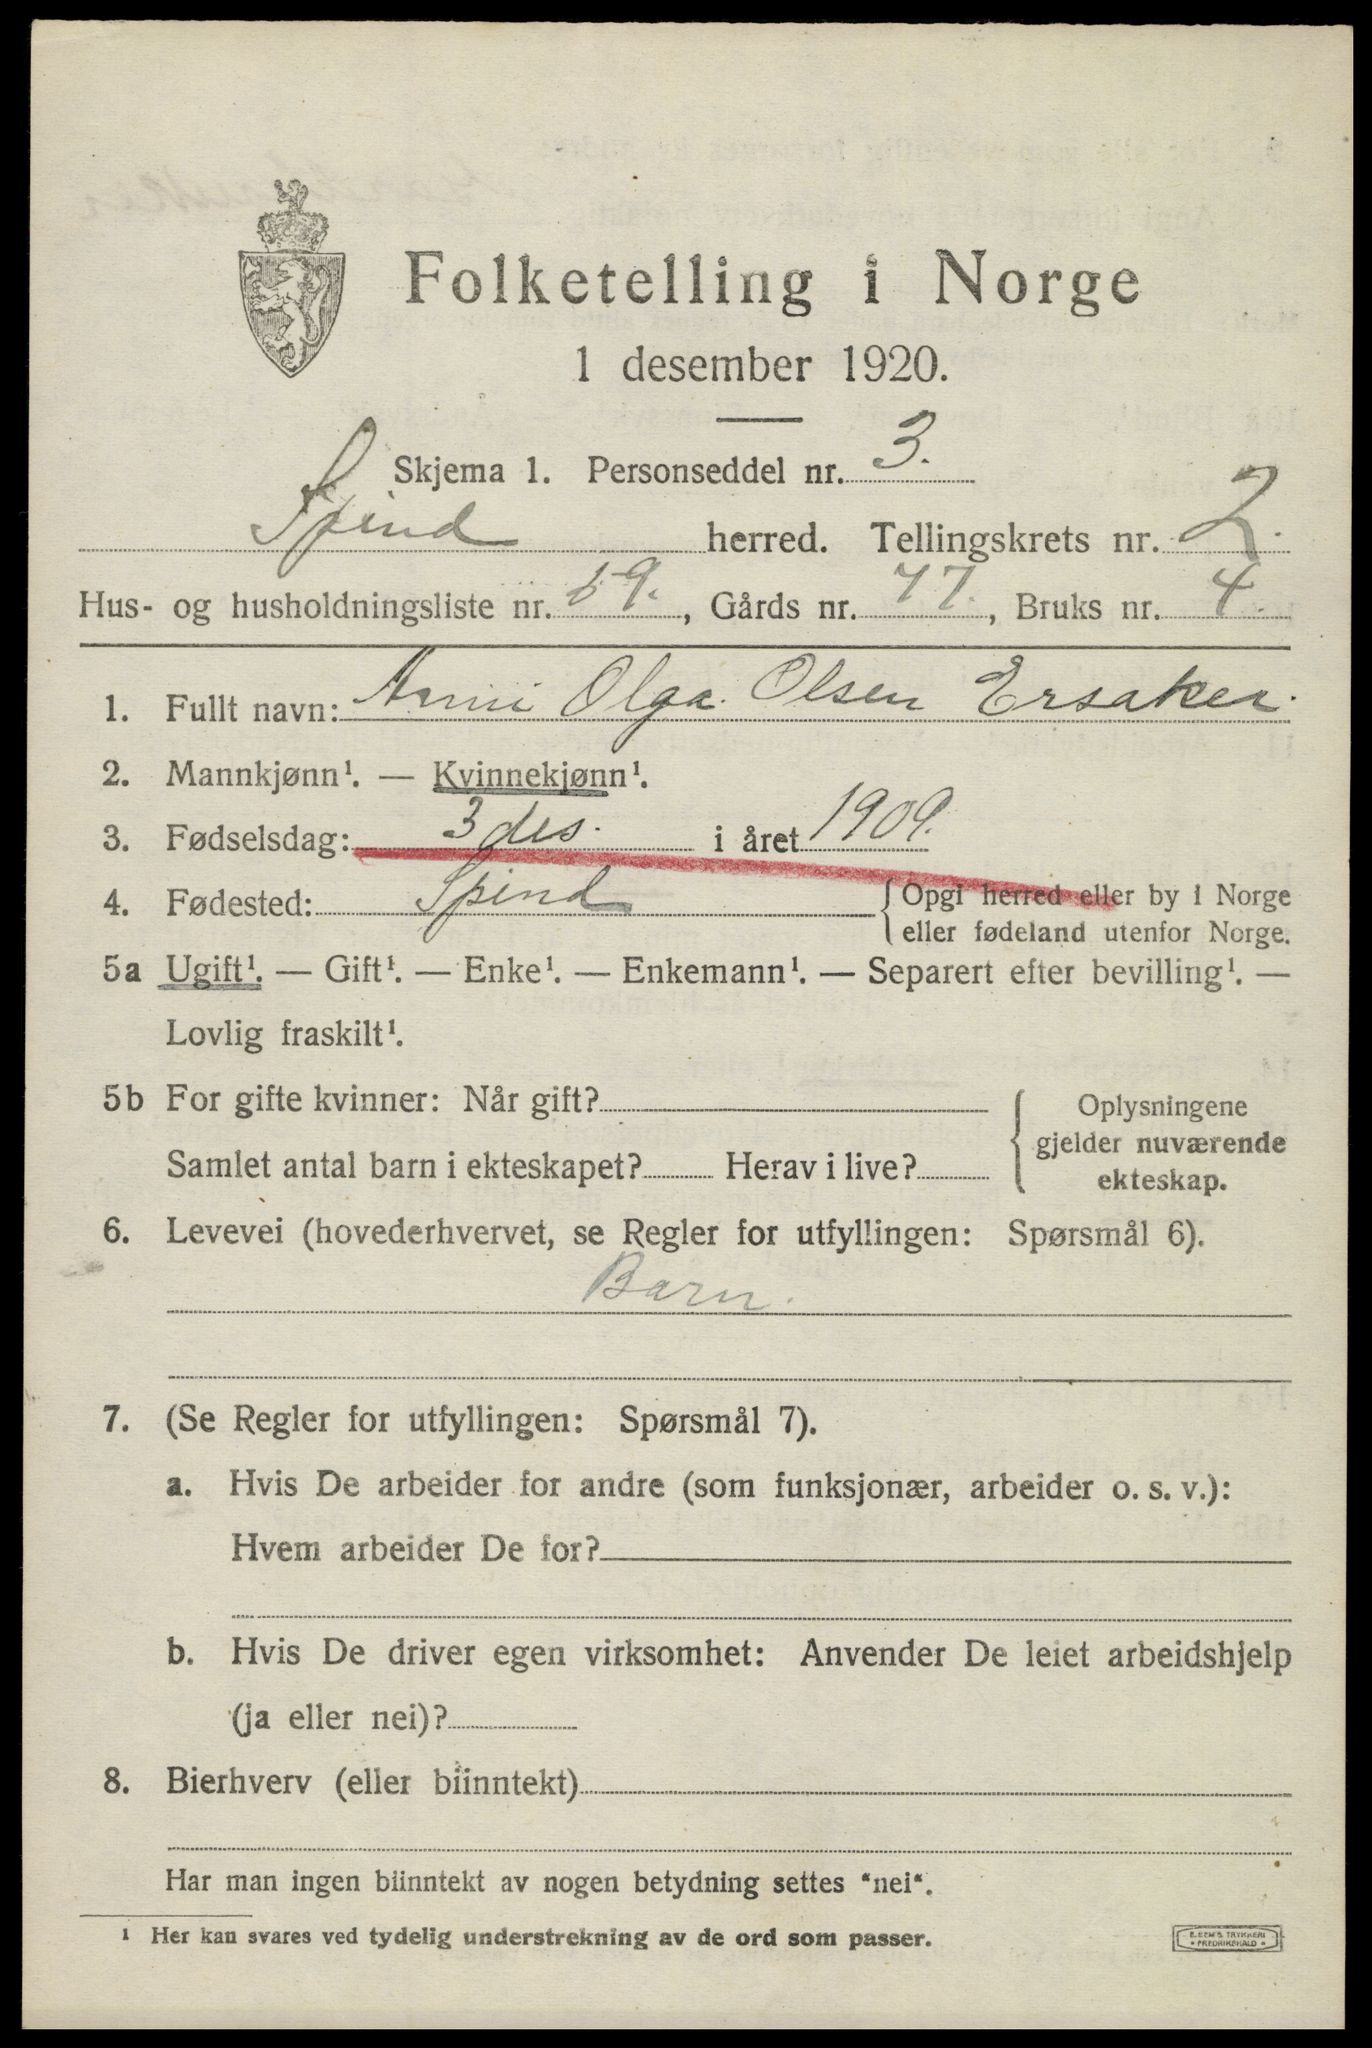 Folketelling i Norge
1 desember 1920.
Skjema 1. Personseddel nr. 3.
Spind herred. Tellingskrets nr. 2.
Hus- og husholdningsliste nr. 69., Gårds nr. 77., Bruks nr. 4.
1. Fullt navn: Anni Olga Olsen Ersaker.
2. Mannkjønn¹. — Kvinnekjønn¹.
3. Fødselsdag: 3 des. i året 1909.
4. Fødested: Spind { Opgi herred eller by i Norge
eller fødeland utenfor Norge.
5a Ugift¹. — Gift¹. — Enke¹. — Enkemann¹. — Separert efter bevilling¹. —
Lovlig fraskilt¹.
5b For gifte kvinner: Når gift?
Samlet antal barn i ekteskapet? Herav i live?
Oplysningene
gjelder nuværende
ekteskap.
6. Levevei (hovederhvervet, se Regler for utfyllingen: Spørsmål 6).
Barn.
7. (Se Regler for utfyllingen: Spørsmål 7).
a. Hvis De arbeider for andre (som funksjonær, arbeider o. s. v.):
Hvem arbeider De for?
b. Hvis De driver egen virksomhet: Anvender De leiet arbeidshjelp
(ja eller nei)?
8. Bierhverv (eller biinntekt)
Har man ingen biinntekt av nogen betydning settes "nei".
¹ Her kan svares ved tydelig understrekning av de ord som passer.
TRYKKERI
FREDRIKSHALD